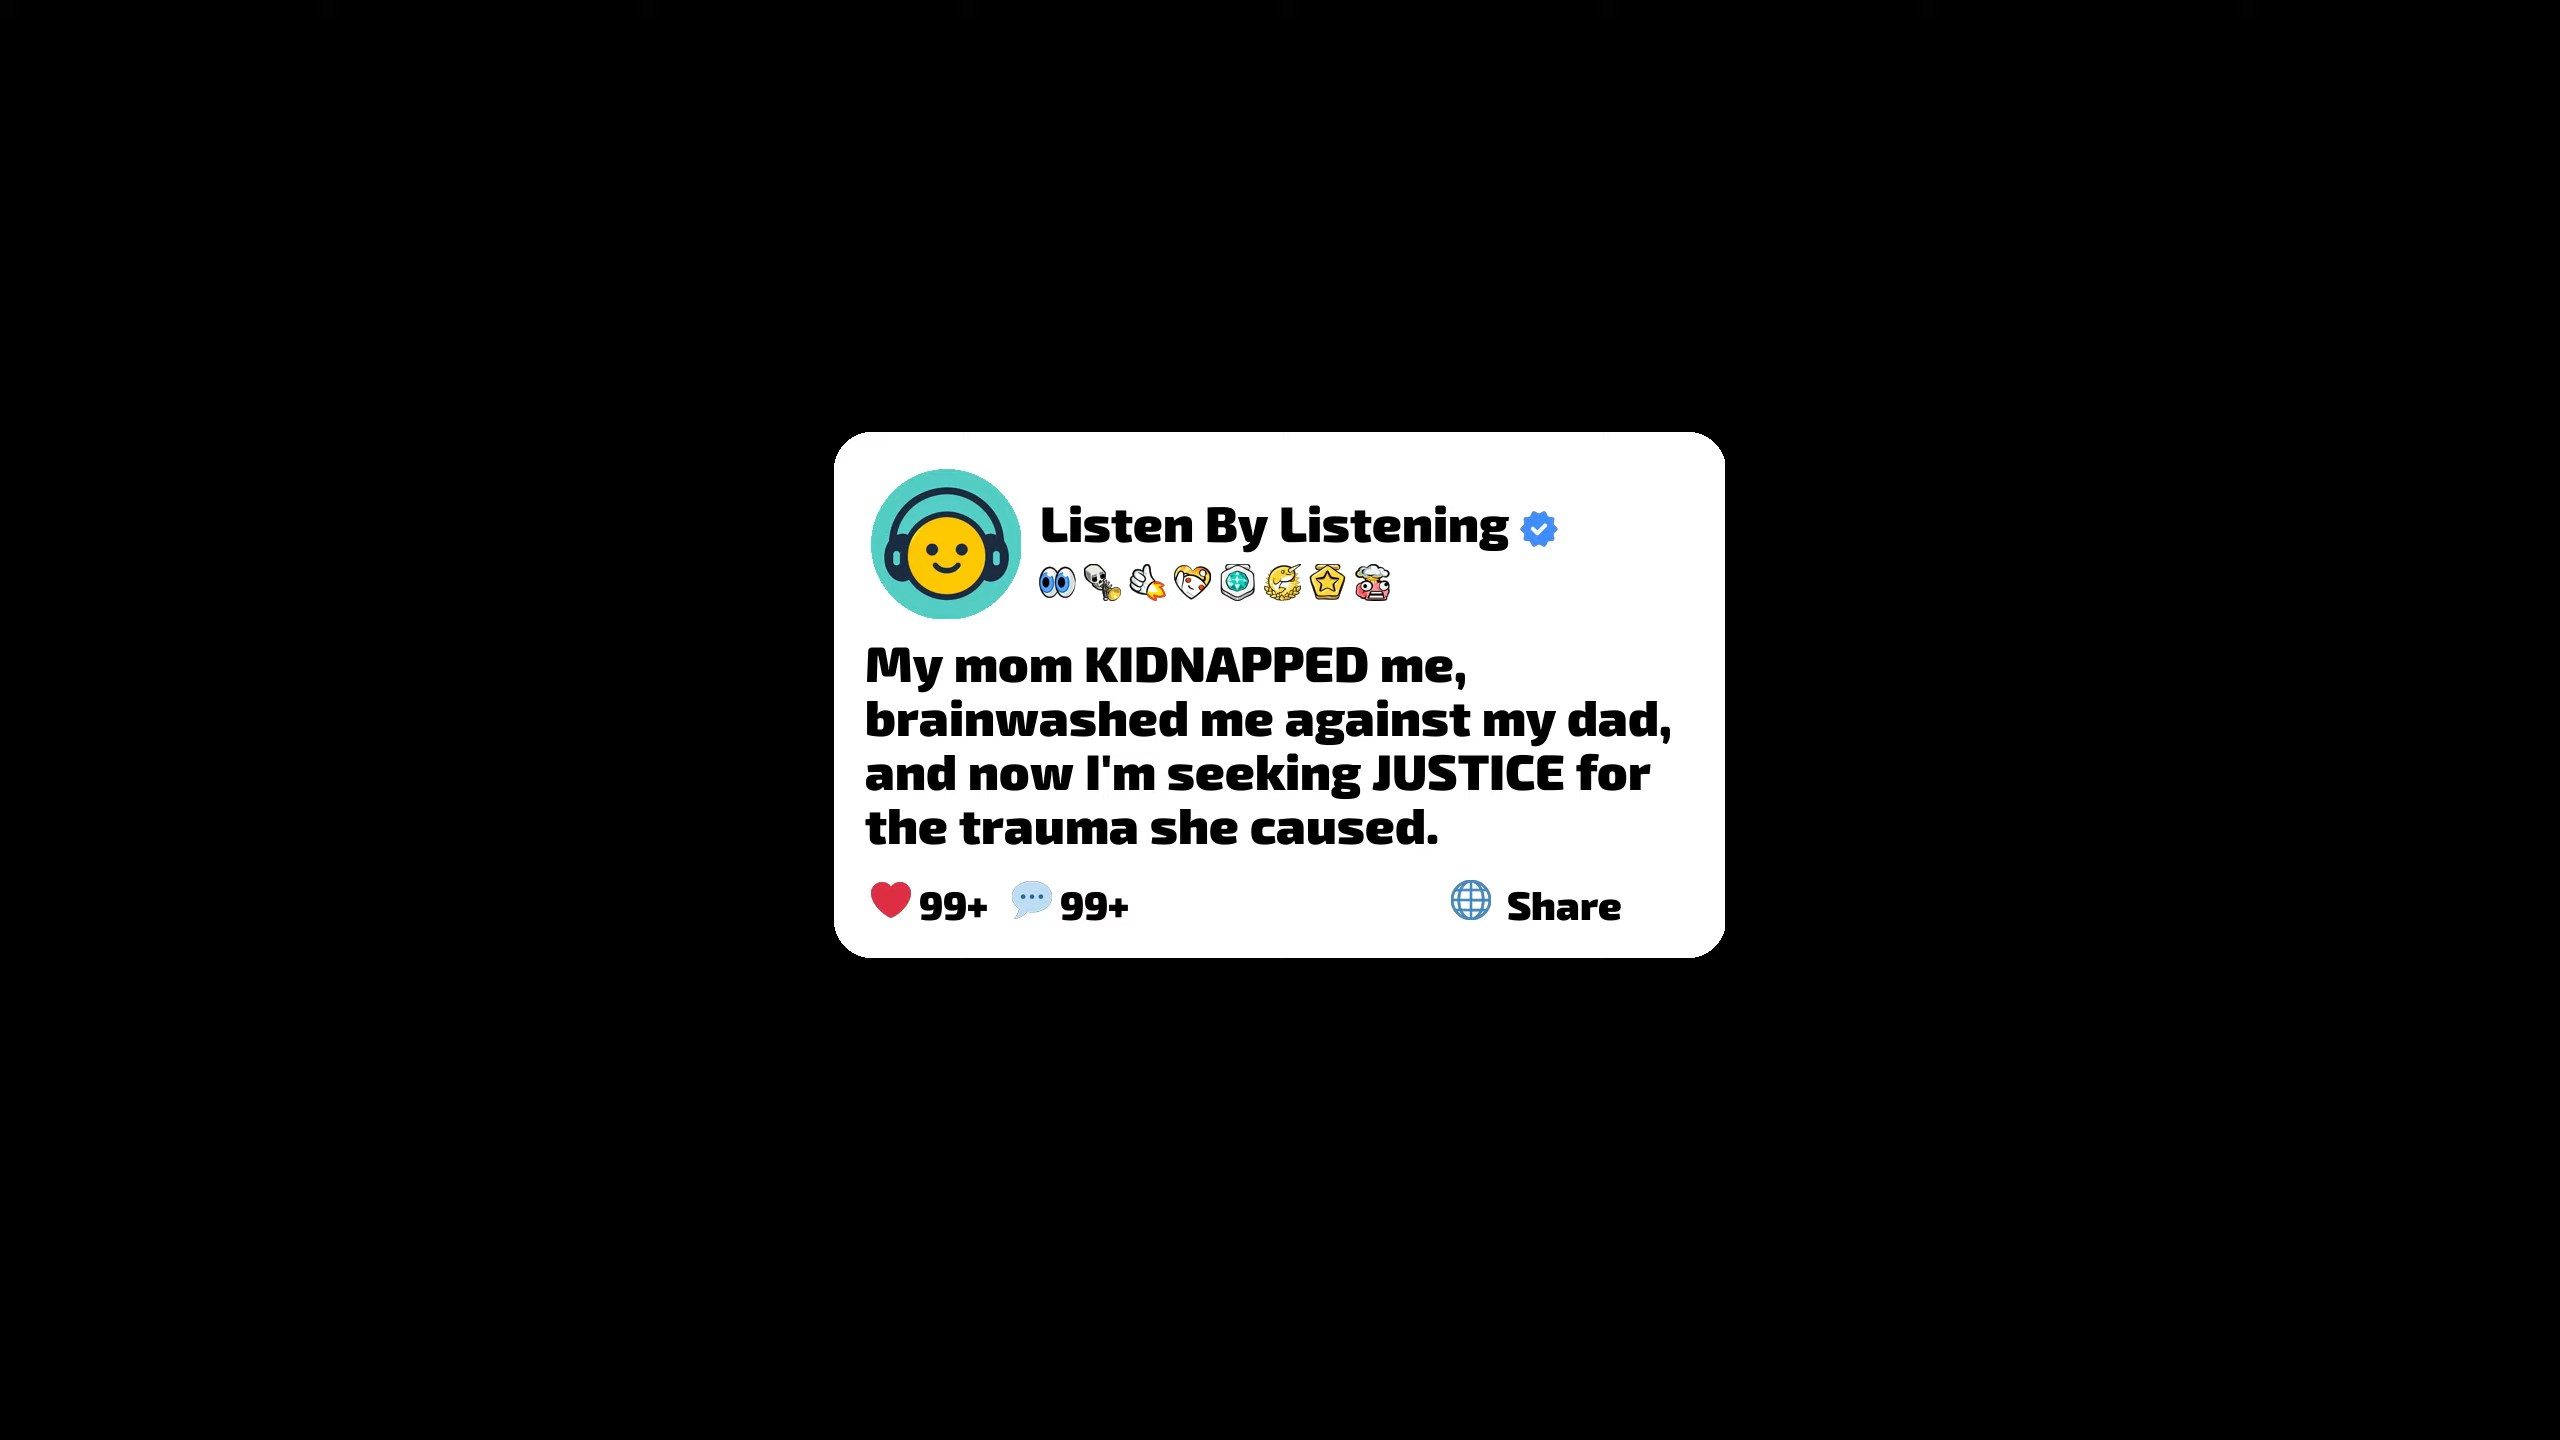 Listen By Listening
My mom KIDNAPPED me,
brainwashed me against my dad,
and now I'm seeking JUSTICE for
the trauma she caused.
99+ 99+ Share